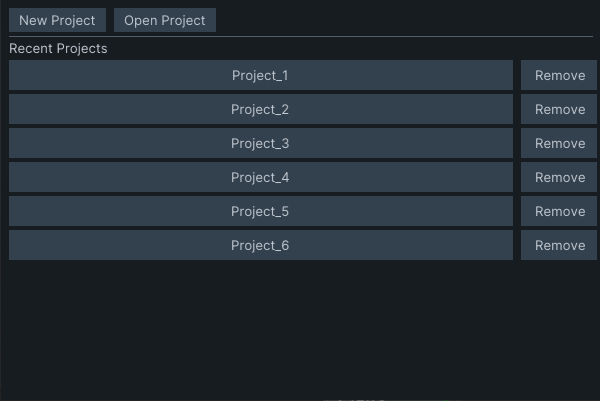 New Project Open Project
Recent Projects
Project_1 Remove
Project_2 Remove
Project_3 Remove
Project_4 Remove
Project_5 Remove
Project_6 Remove